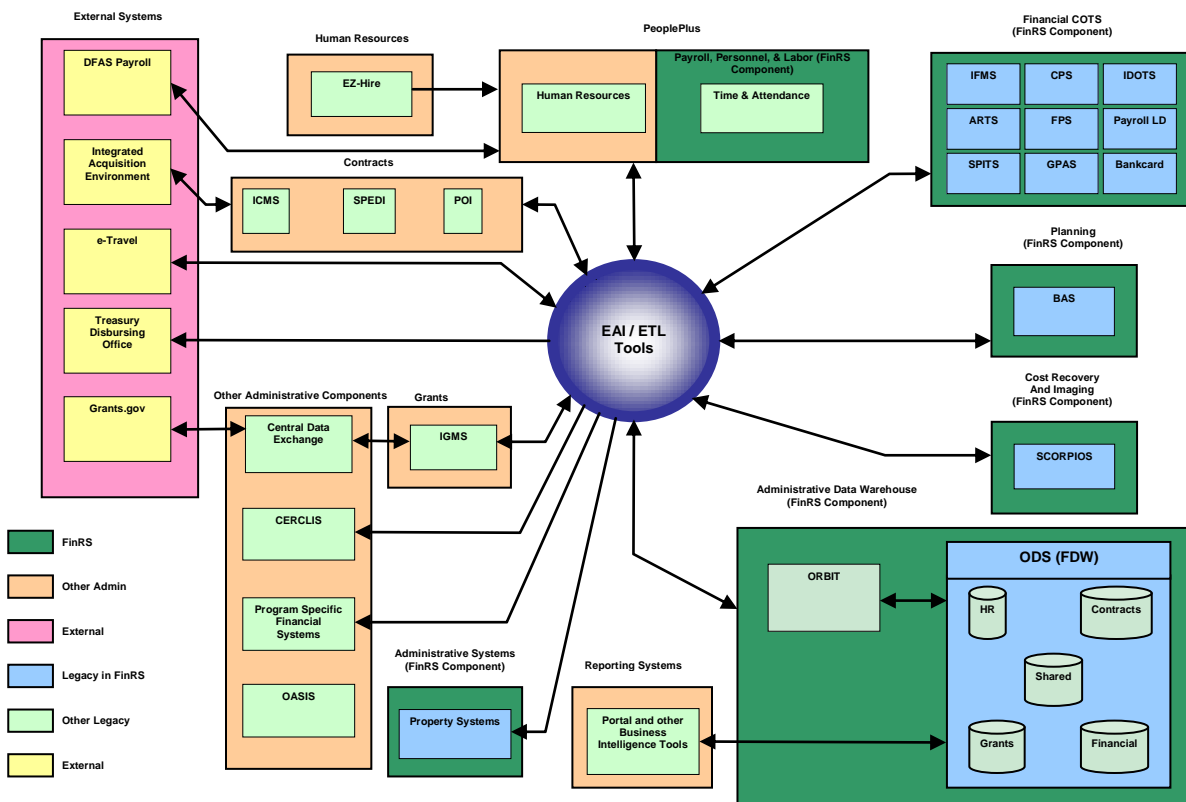 External Systems
DFAS Payroll
Integrated
Acquisition
Environment
e-Travel
Treasury
Disbursing
Office
Grants.gov
Human Resources
EZ-Hire
PeoplePlus
Human Resources
Payroll, Personnel, & Labor (FinRS
Component)
Time & Attendance
Financial COTS
(FinRS Component)
IFMS
CPS
IDOTS
ARTS
FPS
Payroll LD
SPITS
GPAS
Bankcard
Contracts
ICMS
SPEDI
POI
EAI / ETL
Tools
Planning
(FinRS Component)
BAS
Cost Recovery
And Imaging
(FinRS Component)
SCORPIOS
Other Administrative Components
Central Data
Exchange
CERCLIS
Program Specific
Financial
Systems
OASIS
Grants
IGMS
Administrative Systems
(FinRS Component)
Property Systems
Reporting Systems
Portal and other
Business
Intelligence Tools
Administrative Data Warehouse
(FinRS Component)
ORBIT
ODS (FDW)
HR
Contracts
Shared
Grants
Financial
FinRS
Other Admin
External
Legacy in FinRS
Other Legacy
External